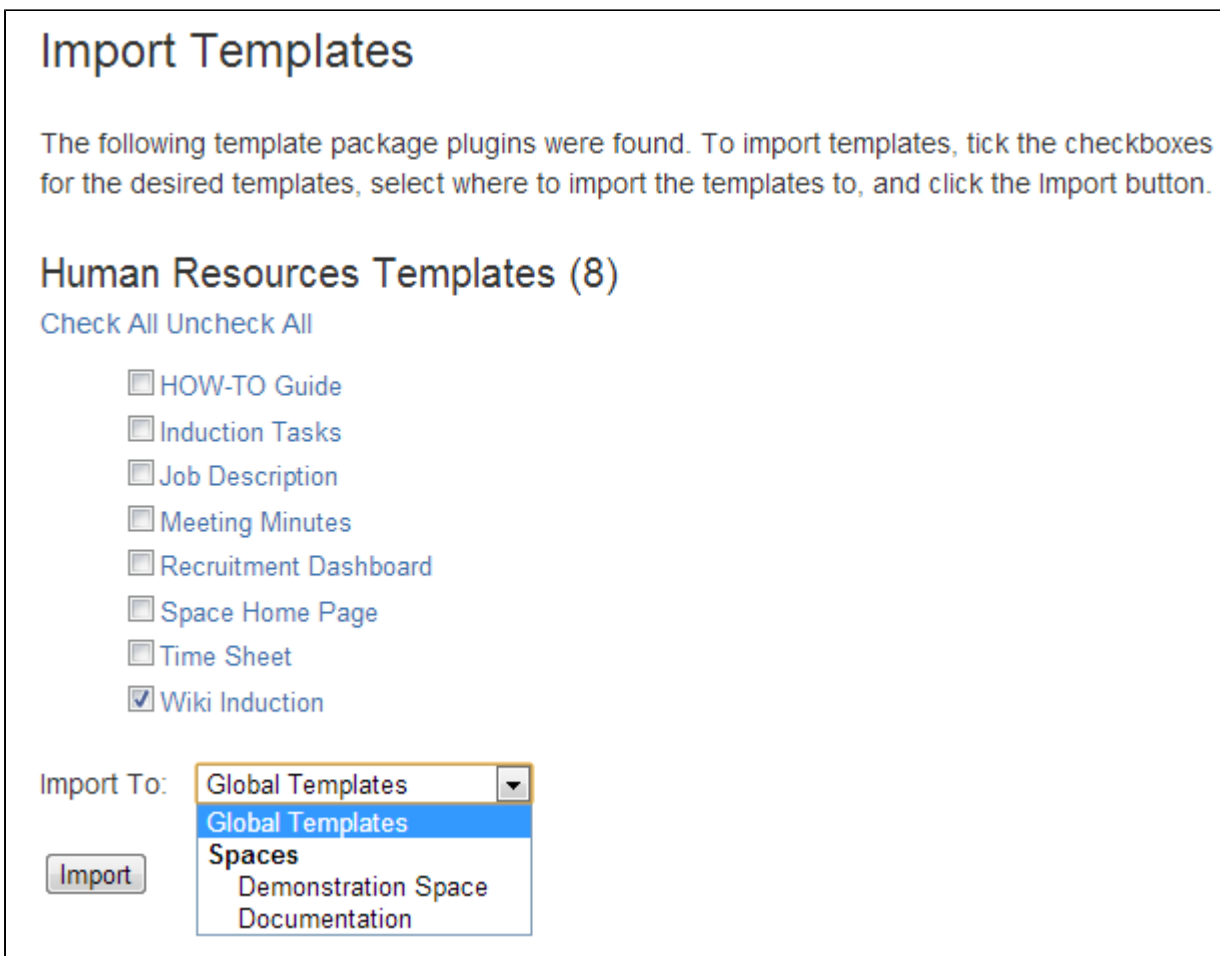 Import Templates
The following template package plugins were found. To import templates, tick the checkboxes
for the desired templates, select where to import the templates to, and click the Import button.
Human Resources Templates (8)
Check All Uncheck All
HOW-TO Guide
Induction Tasks
Job Description
Meeting Minutes
Recruitment Dashboard
Space Home Page
Time Sheet
Wiki Induction
Import To: Global Templates
Global Templates
Spaces
Import
Demonstration Space
Documentation